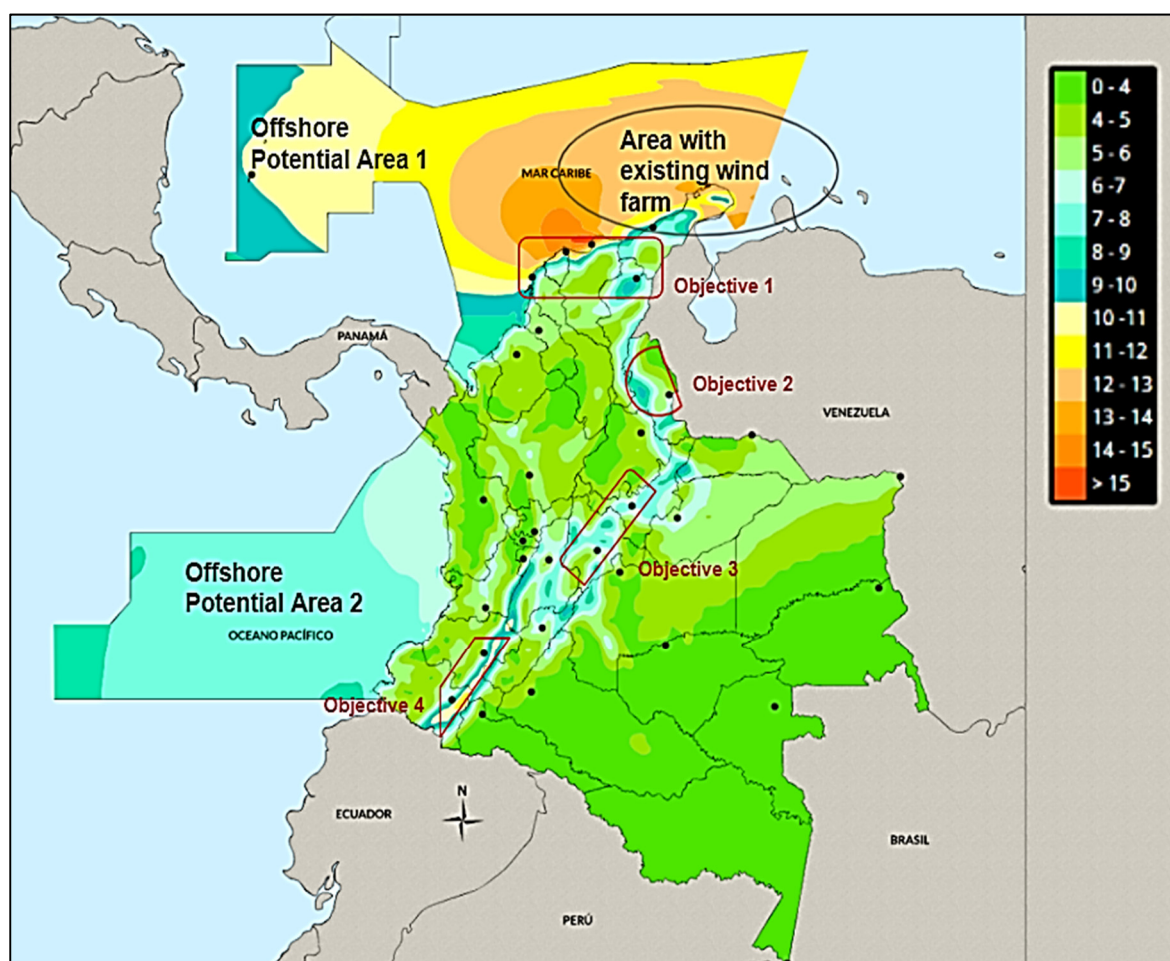 Offshore
Potential Area 1
Area with
existing wind
farm
MAR CARIBE
Objective 1
PANAMÁ
Objective 2
VENEZUELA
Objective 3
Offshore
Potential Area 2
OCEANO PACÍFICO
Objective 4
N
ECUADOR
BRASIL
PERÚ
0 - 4
4 - 5
5 - 6
6 -7
7 - 8
8 - 9
9 -10
10 -11
11 -12
12 - 13
13 - 14
14 - 15
> 15